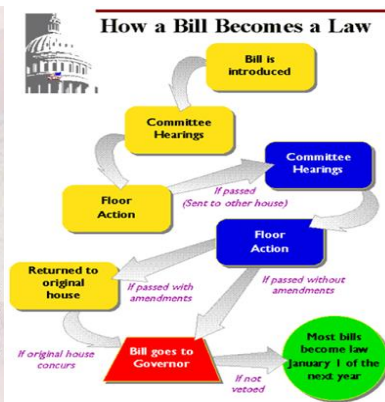 How a Bill Becomes a Law
Bill is
introduced
Committee
Hearings
Floor
Action
If passed
(Sent to other house)
Committee
Hearings
Floor
Action
Returned to
original
house
If passed with
amendments
If passed without
amendments
If original house
concurs
Bill goes to
Governor
If not
vetoed
Most bills
become law
January 1 of the
next year